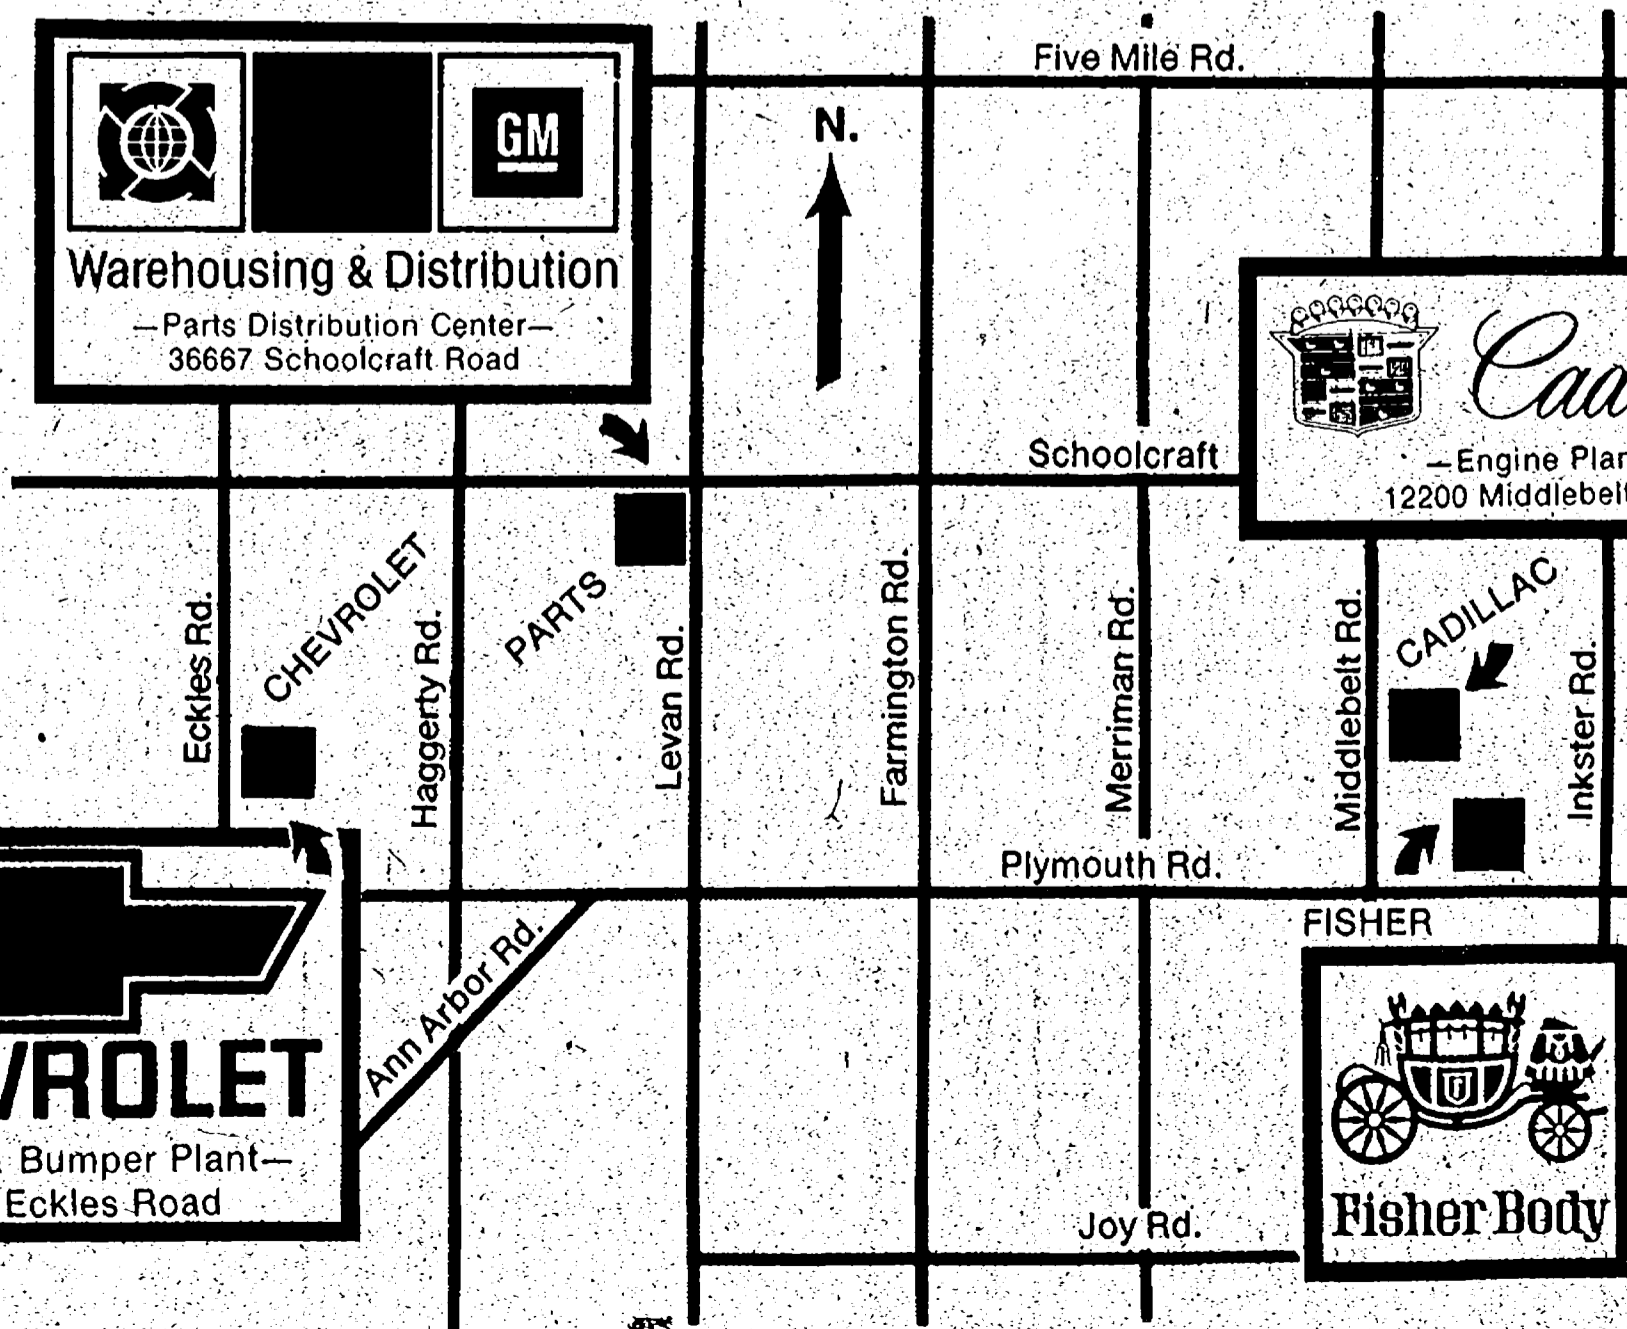 Five Mile Rd.
GM
N.
Warehousing & Distribution
—Parts Distribution Center—
36667 Schoolcraft Road
Schoolcraft
—Engine
12200 Middlebelt
CHEVROLET
PARTS
CADILLAC
Eckles Rd.
Haggerty Rd.
Levan Rd.
Farmington Rd.
Merriman Rd.
Middlebelt Rd.
Inkster Rd.
Plymouth Rd.
FISHER
Ann Arbor Rd.
VROLET
Bumper Plant—
Eckles Road
Joy Rd.
Fisher Body